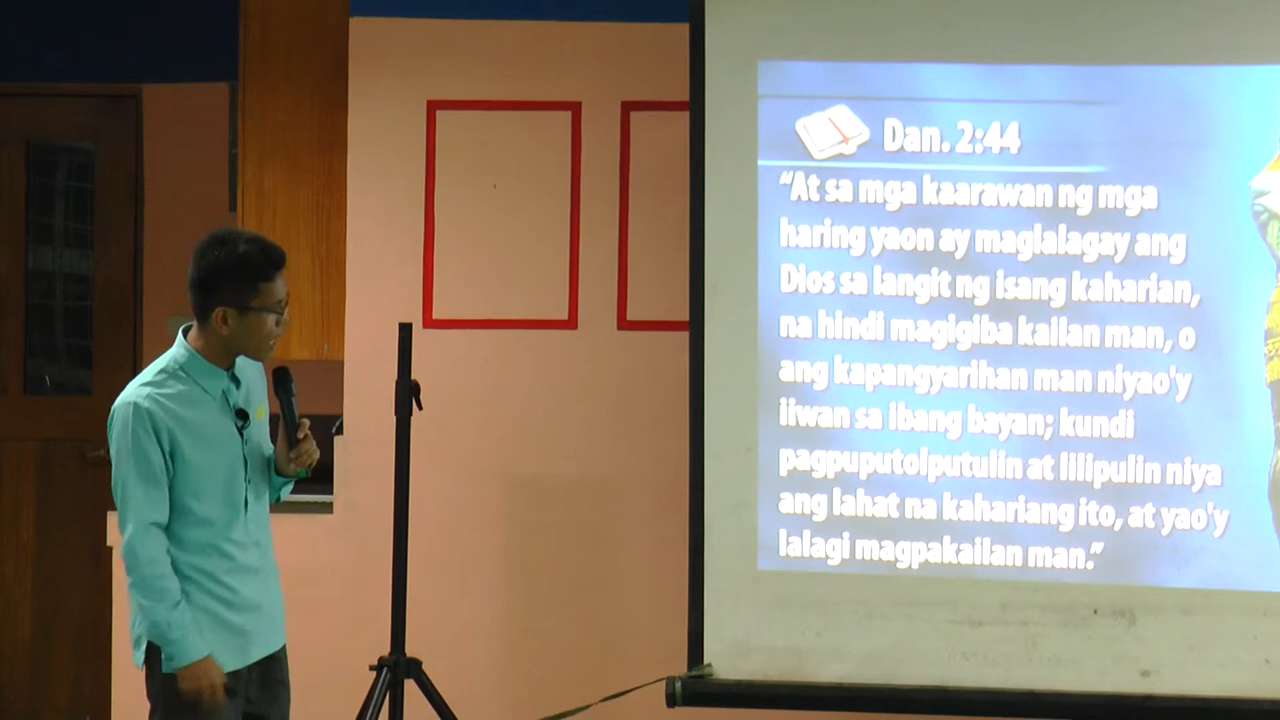 Dan. 2:44
“At sa mga kaarawan ng mga
haring yaon ay maglalagay ang
Dios sa langit ng isang kaharian,
na hindi magigiba kailan man, o
ang kapangyarihan man niyao'y
iiwan sa ibang bayan; kundi
pagpuputolputulin at lilipulin niya
ang lahat na kahariang ito, at yao'y
lalagi magpakailan man.”